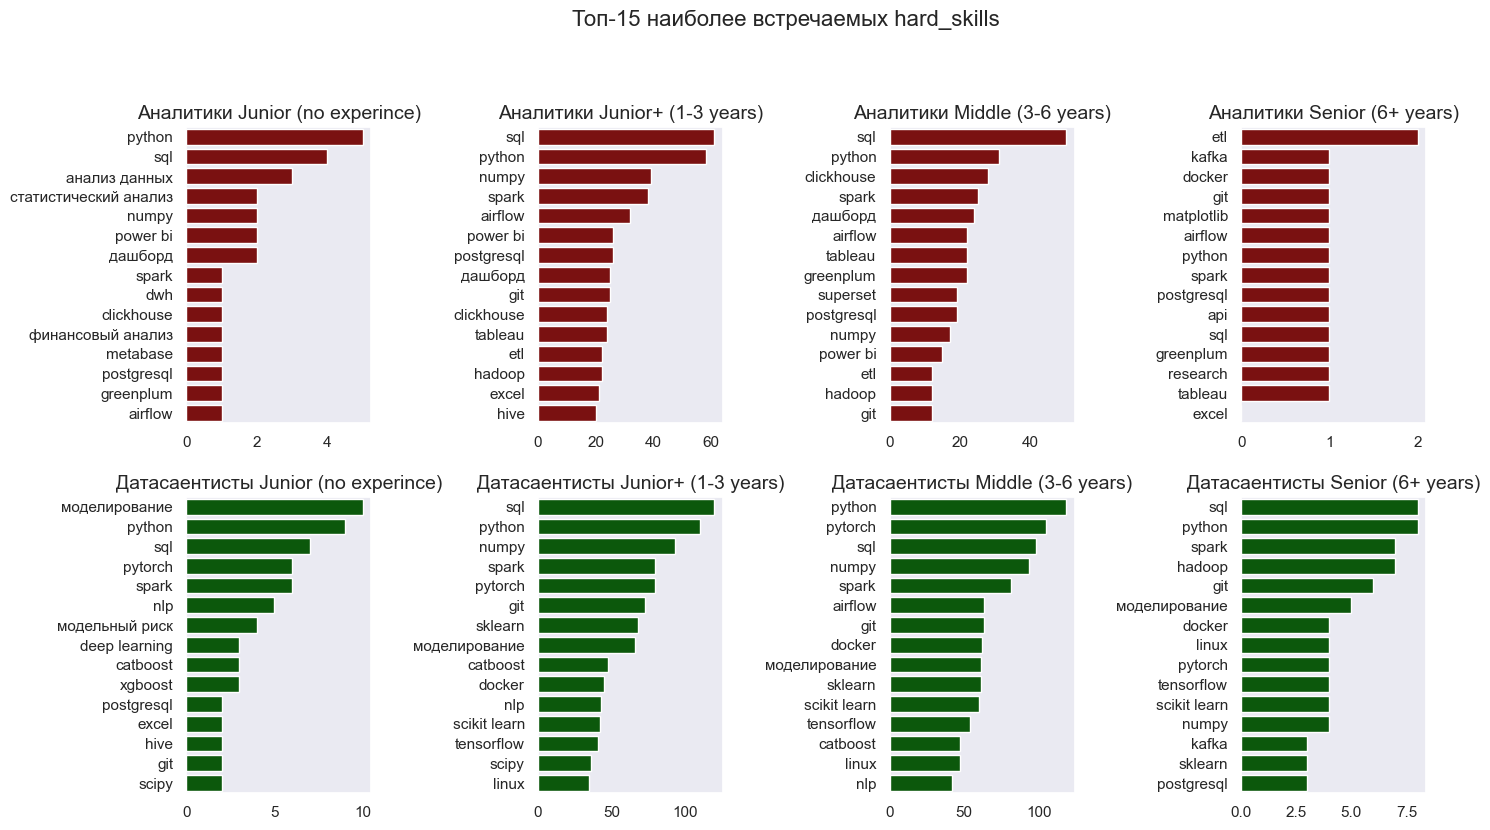 Топ-15 наиболее встречаемых hard_skills
Аналитики Junior (no experince)
python
sql
анализ данных
статистический анализ
numpy
power bi
дашборд
spark
dwh
clickhouse
финансовый анализ
metabase
postgresql
greenplum
airflow
0 2 4
Аналитики Junior+ (1-3 years)
sql
python
numpy
spark
airflow
power bi
postgresql
дашборд
git
clickhouse
tableau
etl
hadoop
excel
hive
0 20 40 60
Аналитики Middle (3-6 years)
sql
python
clickhouse
spark
дашборд
airflow
tableau
greenplum
superset
postgresql
numpy
power bi
etl
hadoop
git
0 20 40
Аналитики Senior (6+ years)
etl
kafka
docker
git
matplotlib
airflow
python
spark
postgresql
api
sql
greenplum
research
tableau
excel
0 1 2
Датасаентисты Junior (no experince)
моделирование
python
sql
pytorch
spark
nlp
модельный риск
deep learning
catboost
xgboost
postgresql
excel
hive
git
scipy
0 5 10
Датасаентисты Junior+ (1-3 years)
sql
python
numpy
spark
pytorch
git
sklearn
моделирование
catboost
docker
nlp
scikit learn
tensorflow
scipy
linux
0 50 100
Датасаентисты Middle (3-6 years)
python
pytorch
sql
numpy
spark
airflow
git
docker
моделирование
sklearn
scikit learn
tensorflow
catboost
linux
nlp
0 50 100
Датасаентисты Senior (6+ years)
sql
python
spark
hadoop
git
моделирование
docker
linux
pytorch
tensorflow
scikit learn
numpy
kafka
sklearn
postgresql
0.0 2.5 5.0 7.5